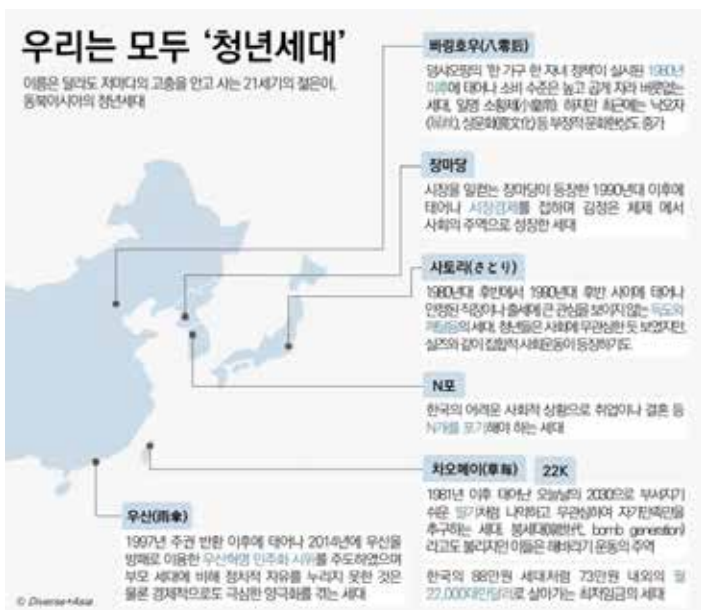 우리는 모두 '청년세대'
이름은 달라도 저마다의 고충을 안고 사는 21세기의 젊은이,
동북아시아의 청년세대
바링호우(八零后)
덩샤오핑의 '한 가구 한 자녀 정책'이 실시된 1980년
이후에 태어나 소비 수준은 높고 곱게 자라 버릇없는
세대, 일명 소황제(小皇帝). 하지만 최근에는
상문화(喪文化) 등 부정적 문화현상도 증가
장마당
시장을 일컫는 장마당이 등장한 1990년대 이후에
태어나 시장경제를 접하며 김정은 체제 에서
사회의 주역으로 성장한 세대
사토리(さとり)
1980년대 후반에서 1990년대 후반 사이에 태어나
안정된 직장이나 출세에 큰 관심을 보이지 않는 득도와
깨달음의 세대. 청년들은 사회에 무관심한 듯 보였지만,
실즈와 같이 집합적 사회운동이 등장하기도
N포
한국의 어려운 사회적 상황으로 취업이나 결혼 등
N개를 포기해야 하는 세대
차오메이(草莓) 22K
1981년 이후 태어난 오늘날의 2030으로 부서지기
쉬운 딸기처럼 나약하고 무관심하며 자기만족만을
추구하는 세대. 붕세대(崩世代, bomb generation)
라고도 불리지만 이들은 해바라기 운동의 주역
한국의 88만원 세대처럼 73만원 내외의 월
22,000대만달러로 살아가는 최저임금의 세대
우산(雨傘)
1997년 주권 반환 이후에 태어나 2014년에 우산을
방패로 이용한 우산혁명 민주화 시위를 주도하였으며
부모 세대에 비해 정치적 자유를 누리지 못한 것은
물론 경제적으로도 극심한 양극화를 겪는 세대
© Diverse+Asia